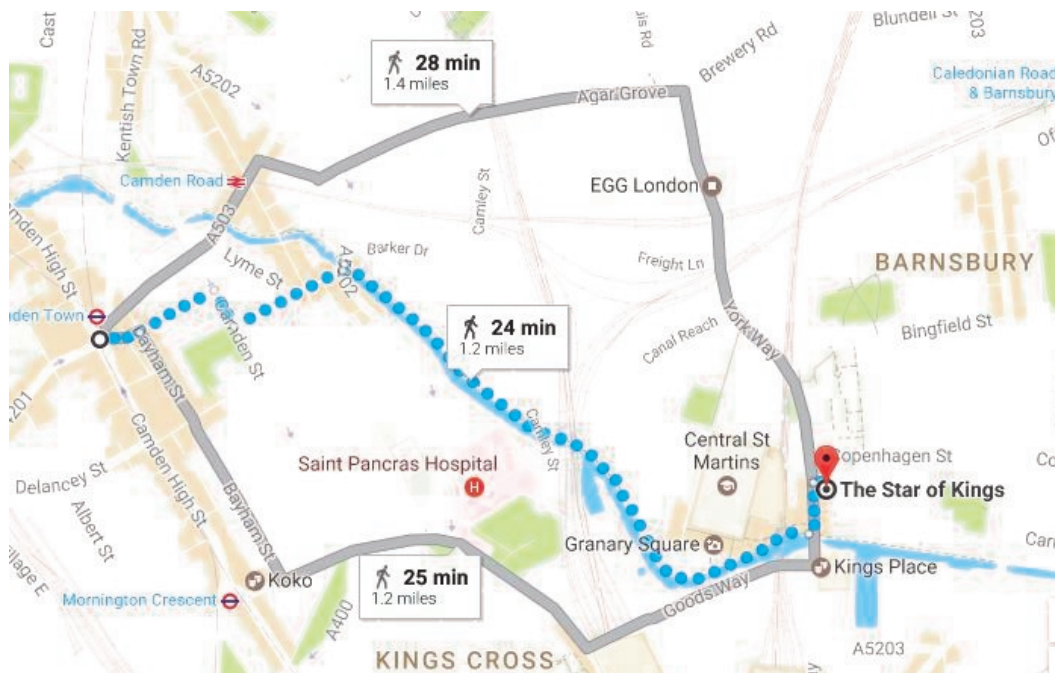 Kentish Town Rd
A5202
28 min
1.4 miles
Agar Grove
Brewery Rd
Blundell St
Caledonian Road
& Barnsbury
Camden Road
Camley St
EGG London
A503
Lyme St
Barker Dr
Freight Ln
BARNSBURY
Camden High St
Camden St
24 min
1.2 miles
York Way
Canal Reach
Bingfield St
Bayham St
Camley St
Central St
Martins
Copenhagen St
Saint Pancras Hospital
H
The Star of Kings
Delancey St
Camden High St
Albert St
Bayham St
Granary Square
Koko
25 min
1.2 miles
Kings Place
Goods Way
Mornington Crescent
A400
KINGS CROSS
A5203